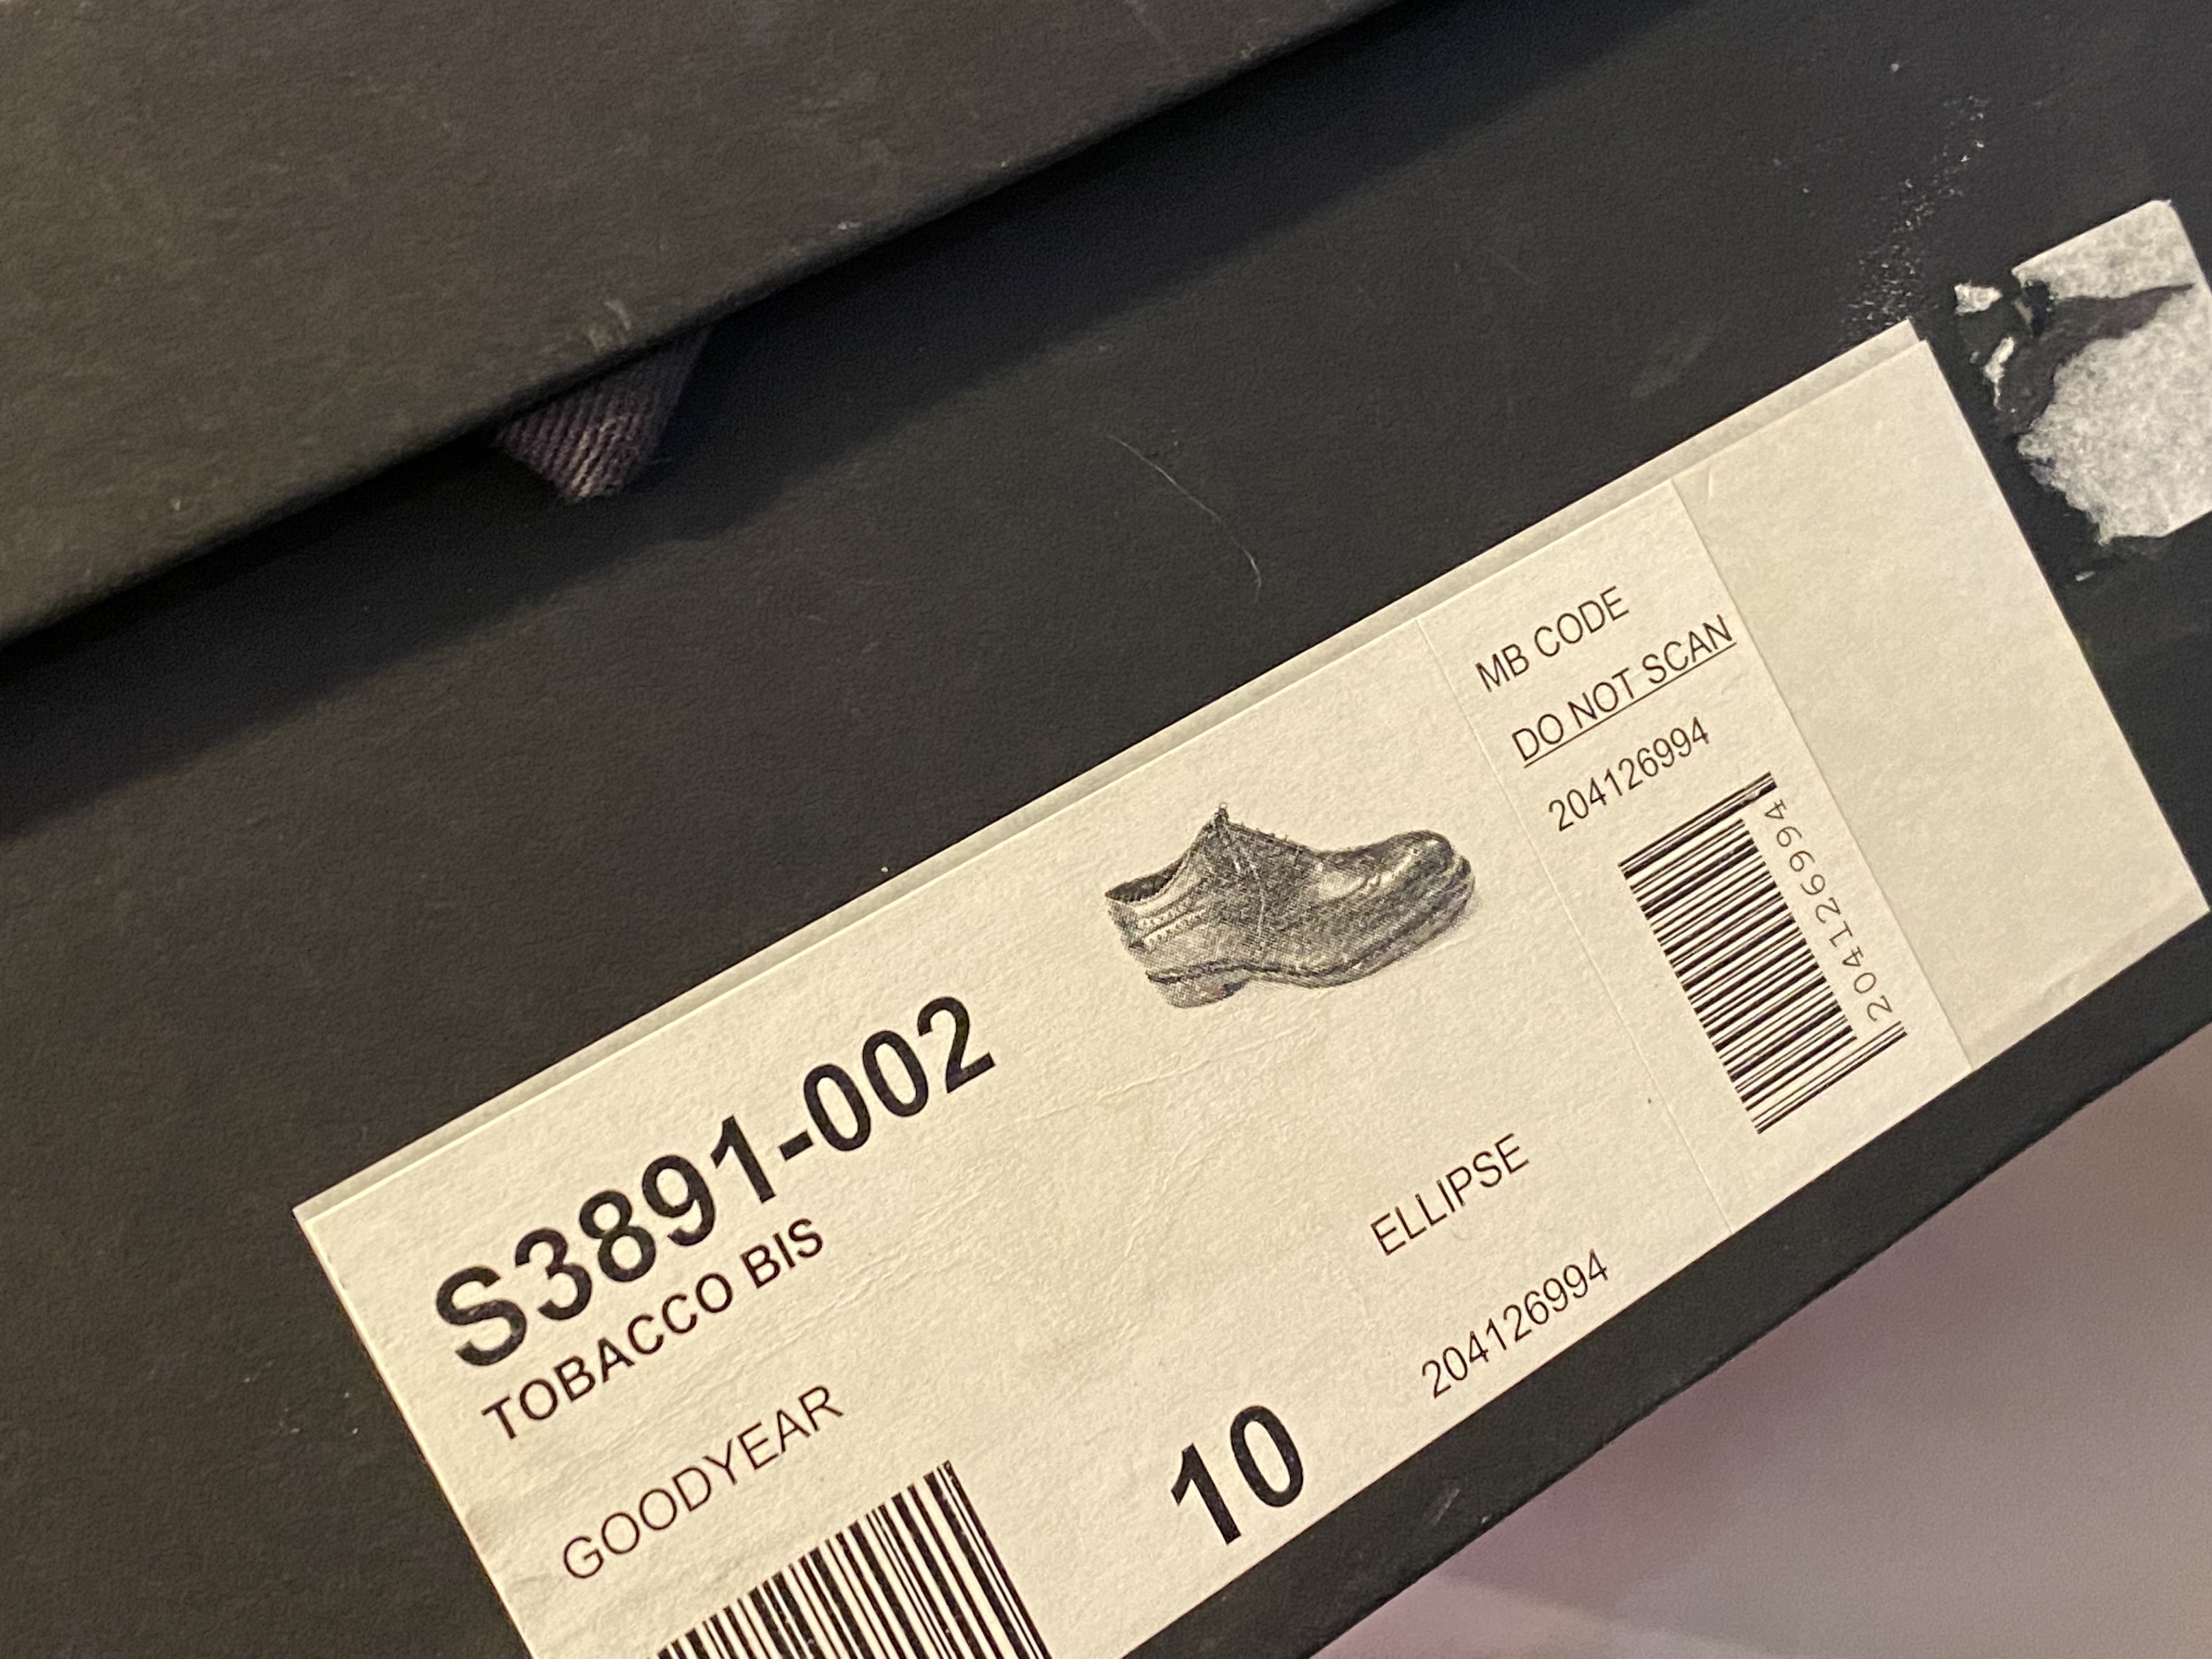 S3891-002
TOBACCO BIS
GOODYEAR
10
ELLIPSE
204126994
MB CODE
DO NOT SCAN
204126994
204126994